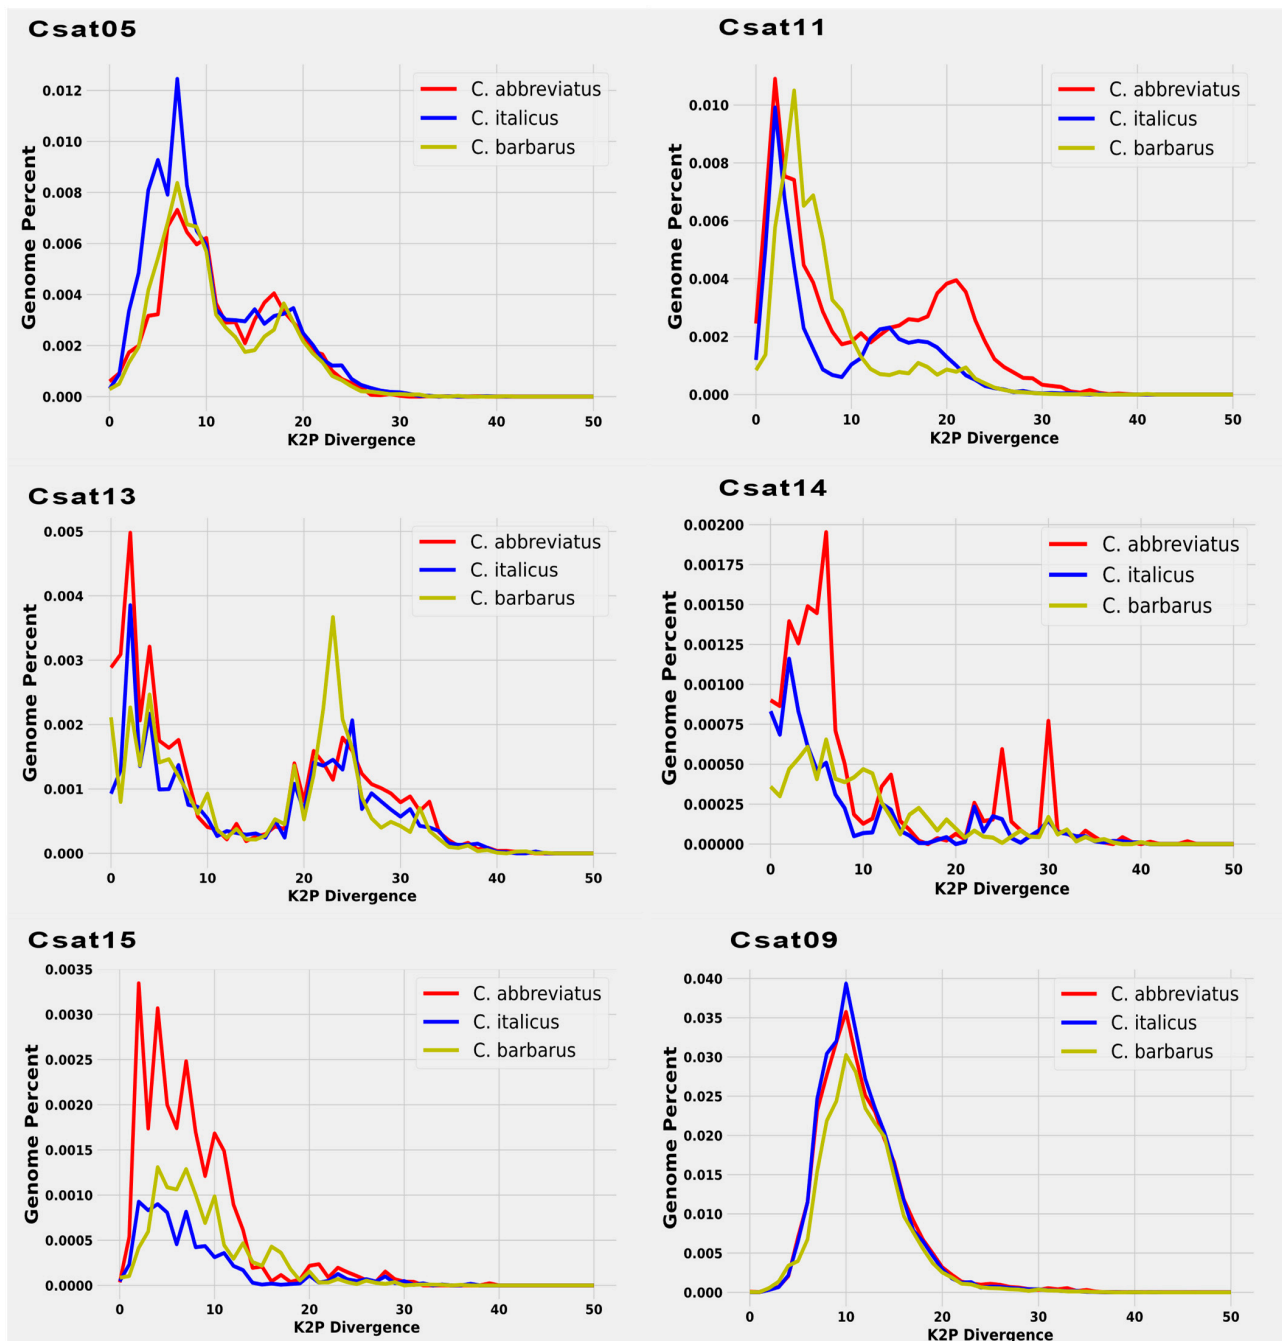 Csat05
C. abbreviatus
C. italicus
C. barbarus
0.012
0.010
0.008
0.006
0.004
0.002
0.000
Genome Percent
0 10 20 30 40 50
K2P Divergence
Csat11
C. abbreviatus
C. italicus
C. barbarus
0.010
0.008
0.006
0.004
0.002
0.000
Genome Percent
0 10 20 30 40 50
K2P Divergence
Csat13
C. abbreviatus
C. italicus
C. barbarus
0.005
0.004
0.003
0.002
0.001
0.000
Genome Percent
0 10 20 30 40 50
K2P Divergence
Csat14
C. abbreviatus
C. italicus
C. barbarus
0.00200
0.00175
0.00150
0.00125
0.00100
0.00075
0.00050
0.00025
0.00000
Genome Percent
0 10 20 30 40 50
K2P Divergence
Csat15
C. abbreviatus
C. italicus
C. barbarus
0.0035
0.0030
0.0025
0.0020
0.0015
0.0010
0.0005
0.0000
Genome Percent
0 10 20 30 40 50
K2P Divergence
Csat09
C. abbreviatus
C. italicus
C. barbarus
0.040
0.035
0.030
0.025
0.020
0.015
0.010
0.005
0.000
Genome Percent
0 10 20 30 40 50
K2P Divergence